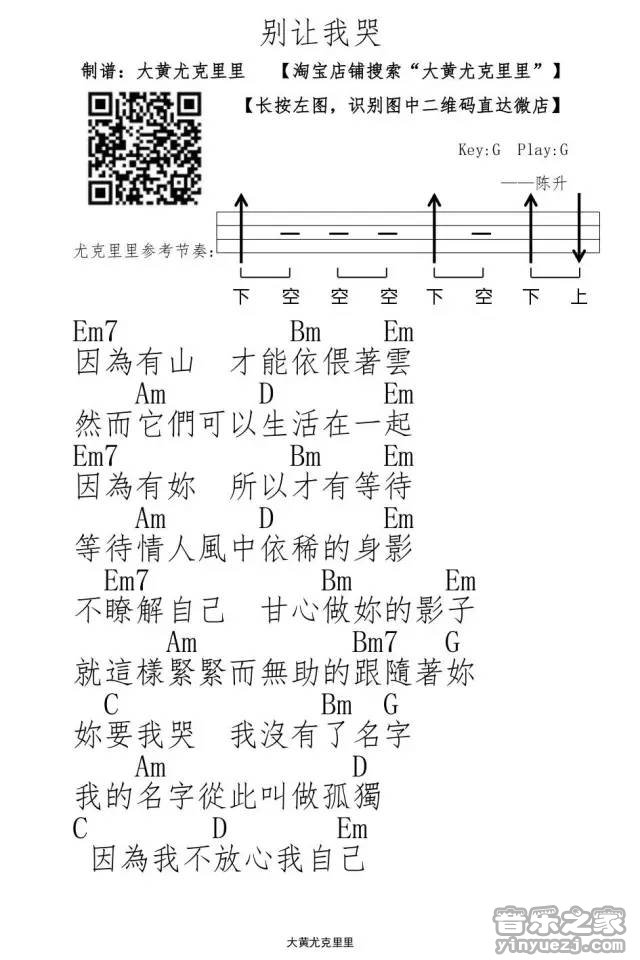 别让我哭
制谱：大黄尤克里里 【淘宝店铺搜索“大黄尤克里里”】
【长按左图，识别图中二维码直达微店】
Key:G Play:G
——陈升
尤克里里参考节奏:
下 空 空 空 下 空 下 上
Em7 Bm Em
因為有山 才能依偎著雲
Am D Em
然而它們可以生活在一起
Em7 Bm Em
因為有妳 所以才有等待
Am D Em
等待情人風中依稀的身影
Em7 Bm Em
不瞭解自己 甘心做妳的影子
Am Bm7 G
就這樣緊緊而無助的跟隨著妳
C Bm G
妳要我哭 我沒有了名字
Am D
我的名字從此叫做孤獨
C D Em
因為我不放心我自己
大黄尤克里里
音乐之家
yinyuezj.com